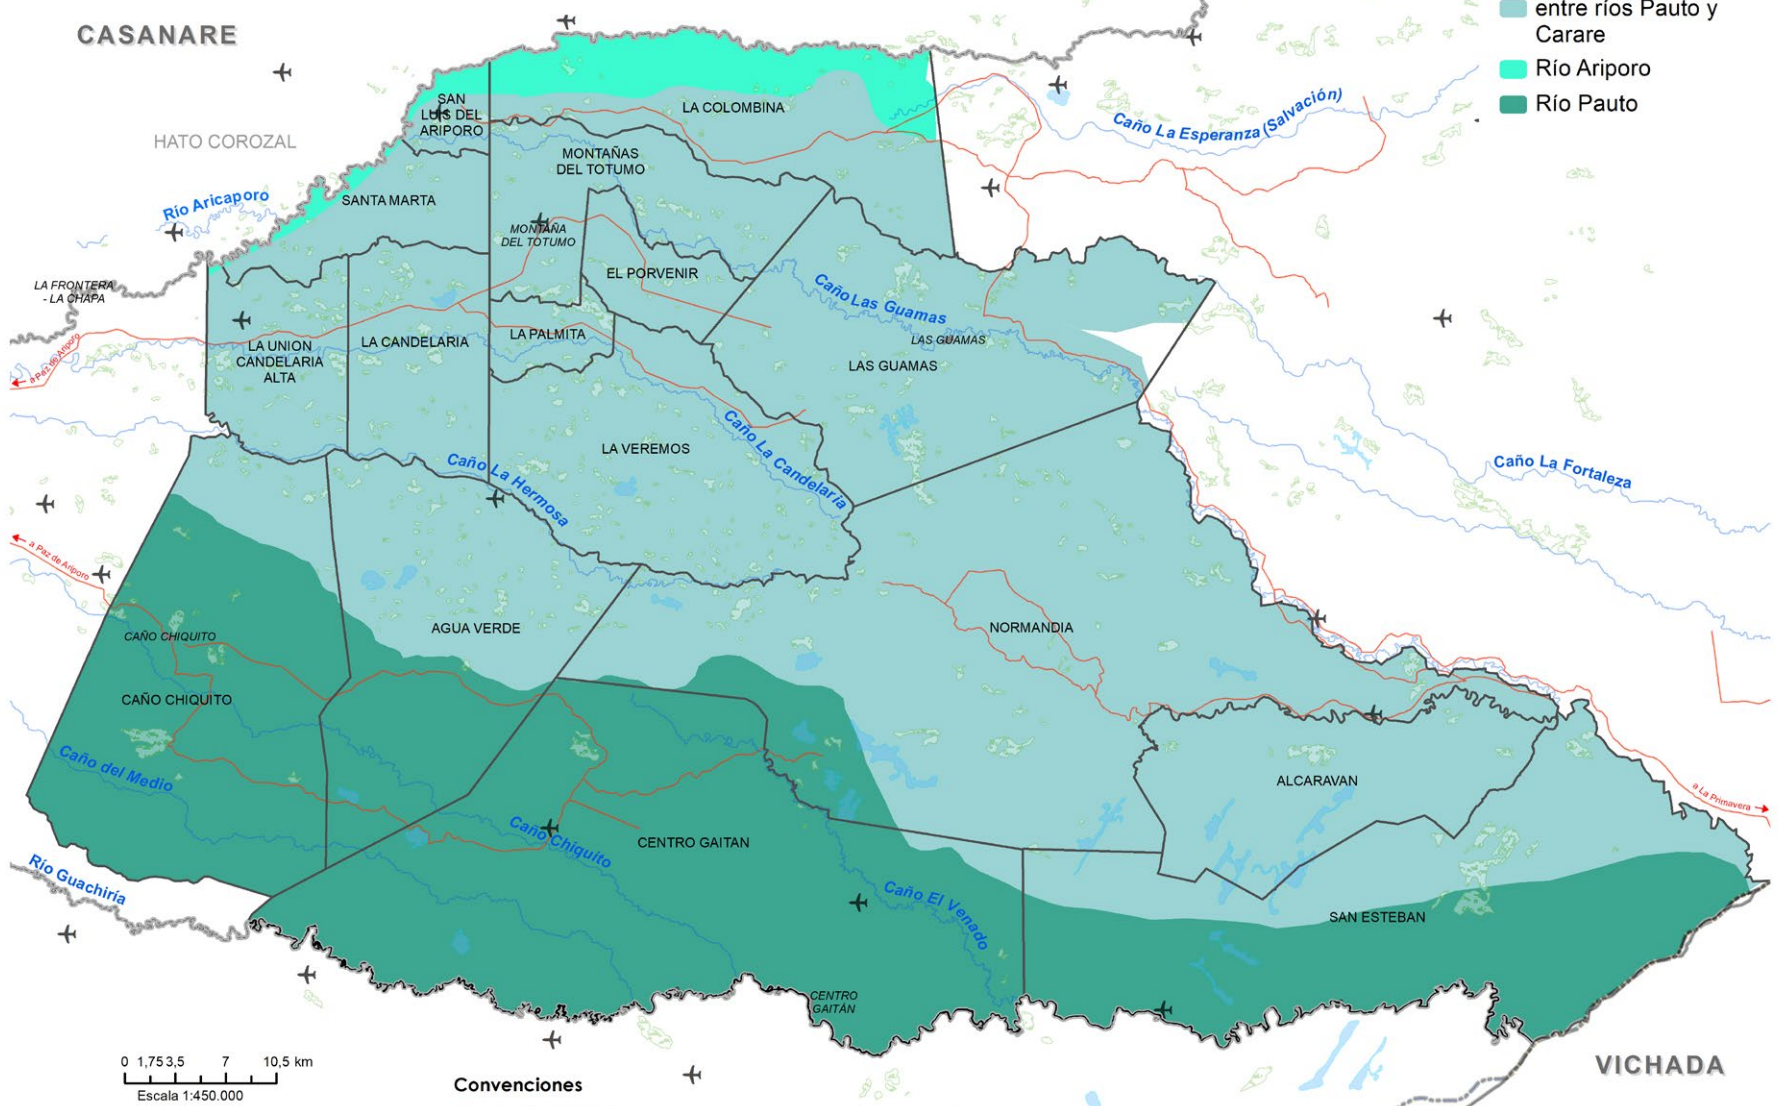 entre ríos Pauto y
Carare
Río Ariporo
Río Pauto
CASANARE
HATO COROZAL
Río Aricaporo
LA FRONTERA
- LA CHAPA
a Paz de Ariporo
SAN
LUIS DEL
ARIPORO
LA COLOMBINA
Caño La Esperanza (Salvación)
MONTAÑAS
DEL TOTUMO
SANTA MARTA
MONTAÑA
DEL TOTUMO
EL PORVENIR
Caño Las Guamas
LAS GUAMAS
LA UNION
CANDELARIA
ALTA
LA CANDELARIA
LA PALMITA
LAS GUAMAS
LA VEREMOS
Caño La Candelaria
Caño La Hermosa
Caño La Fortaleza
a Paz de Ariporo
CAÑO CHIQUITO
AGUA VERDE
NORMANDIA
CAÑO CHIQUITO
Caño del Medio
ALCARAVAN
a La Primavera
Caño Chiquito
CENTRO GAITAN
Río Guachiría
Caño El Venado
SAN ESTEBAN
CENTRO
GAITÁN
0 1,75 3,5 7 10,5 km
Escala 1:450.000
Convenciones
VICHADA